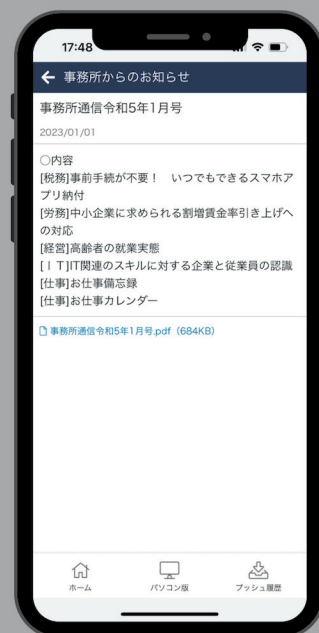 17:48
← 事務所からのお知らせ
事務所通信令和5年1月号
2023/01/01
○内容
[税務]事前手続が不要！　いつでもできるスマホア
プリ納付
[労務]中小企業に求められる割増賃金率引き上げへ
の対応
[経営]高齢者の就業実態
[ＩＴ]IT関連のスキルに対する企業と従業員の認識
[仕事]お仕事備忘録
[仕事]お仕事カレンダー
事務所通信令和5年1月号.pdf（684KB）
ホーム
パソコン版
プッシュ履歴